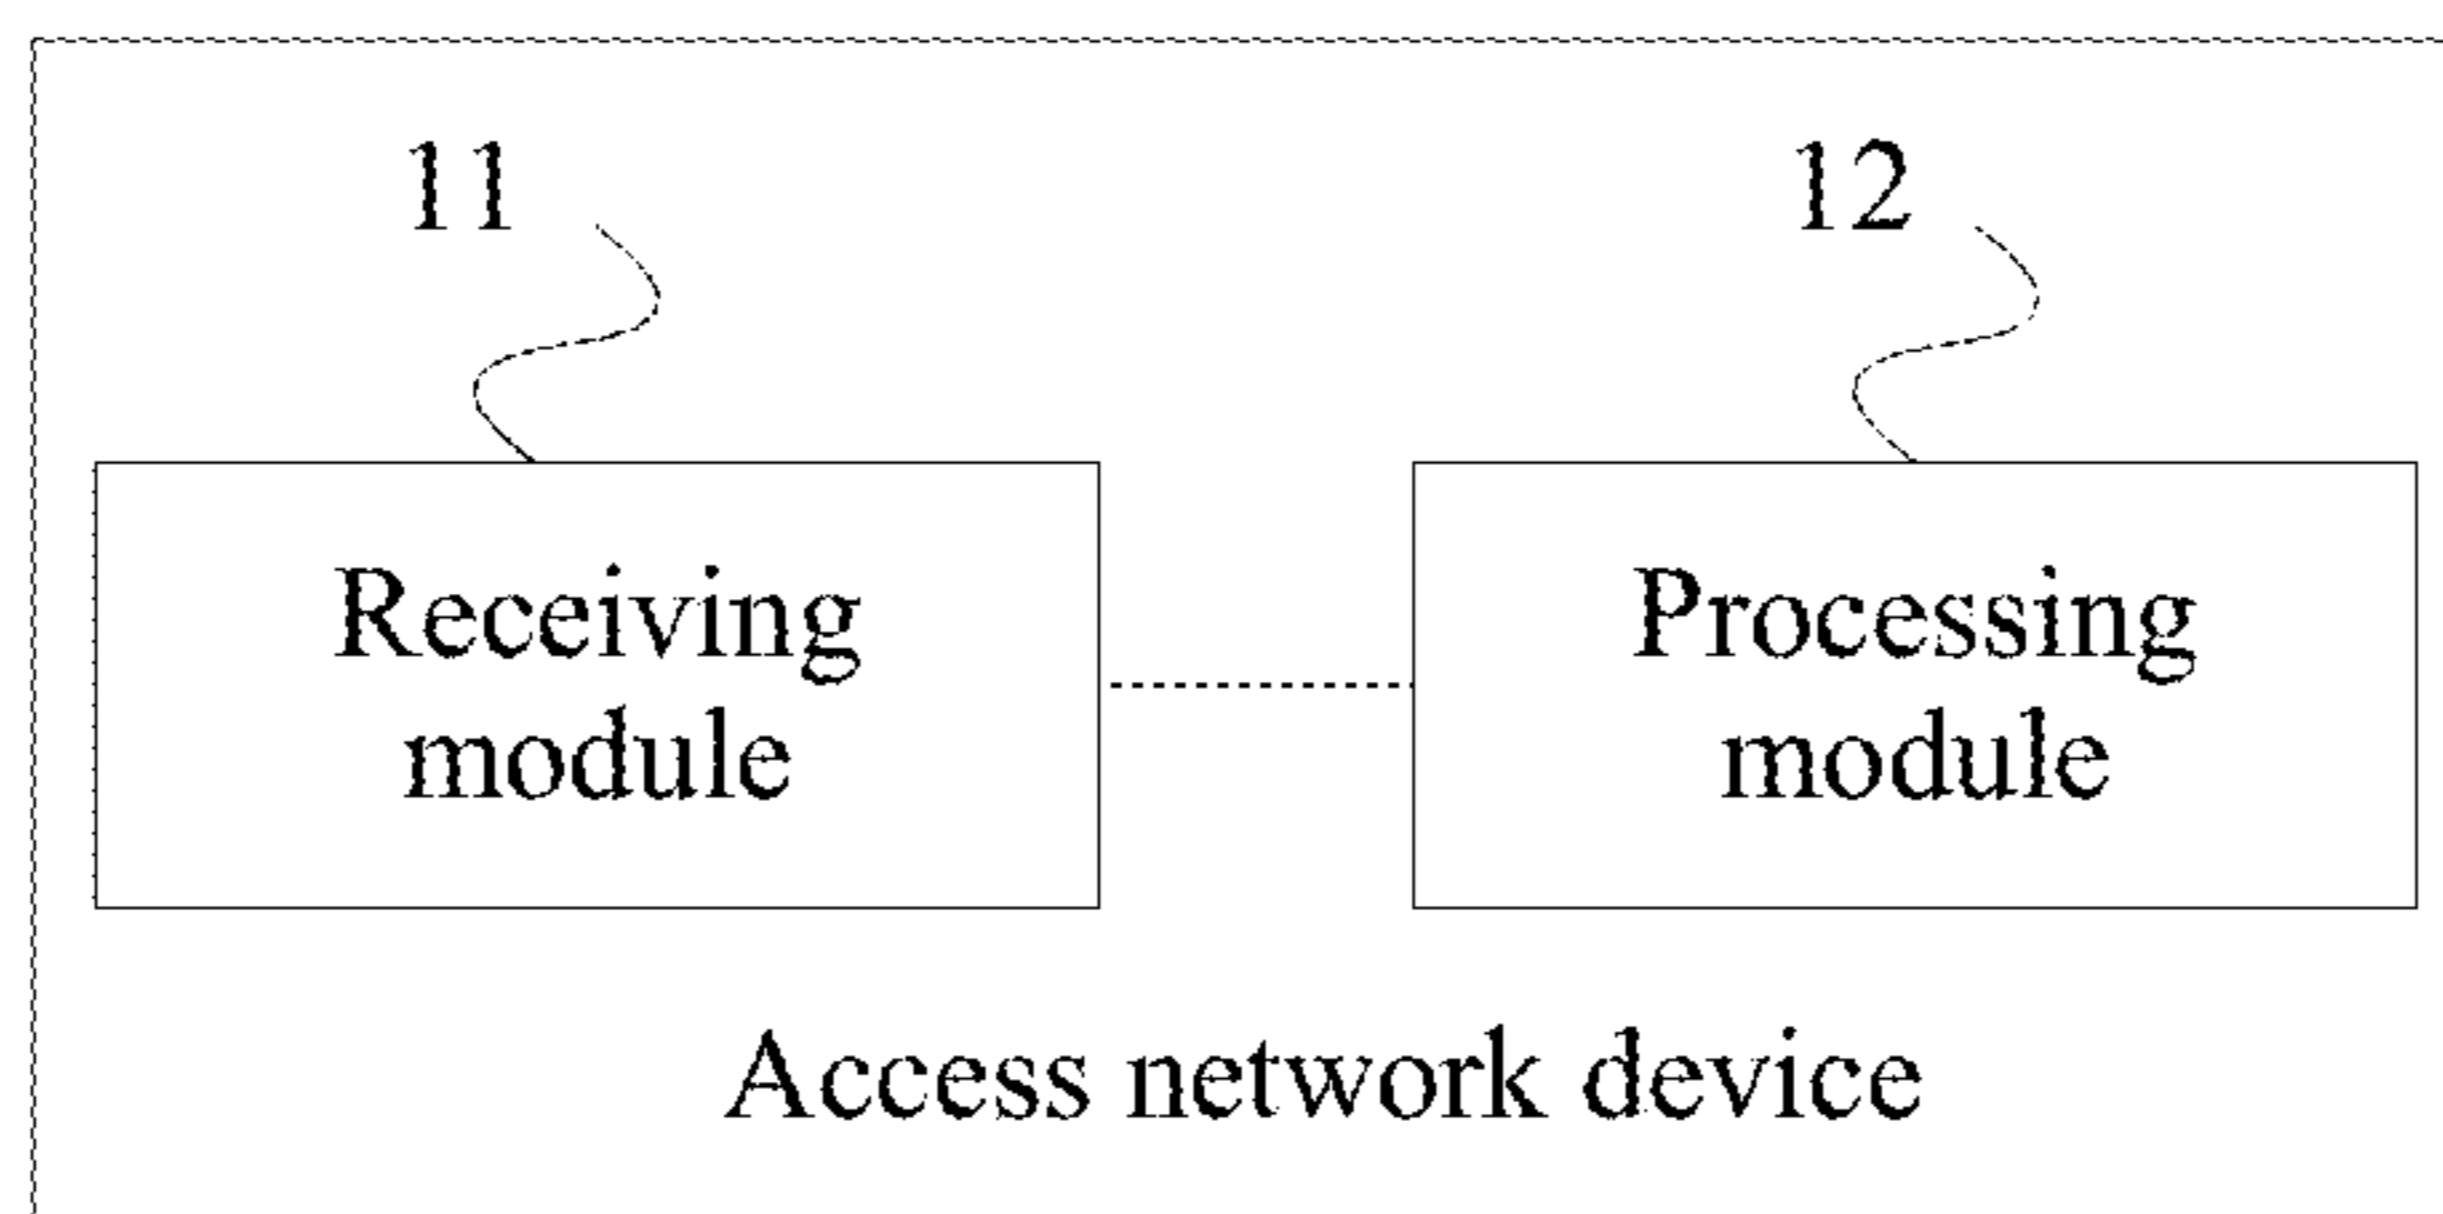 11
12
Receiving
module
Processing
module
Access network device